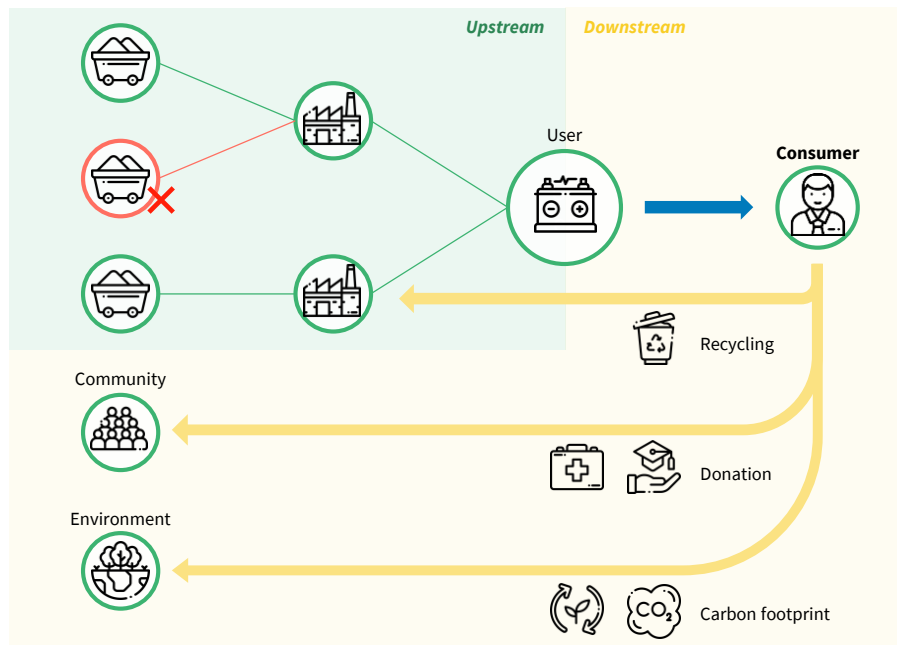 Upstream
Downstream
User
Consumer
Recycling
Community
Donation
Environment
CO₂
Carbon footprint